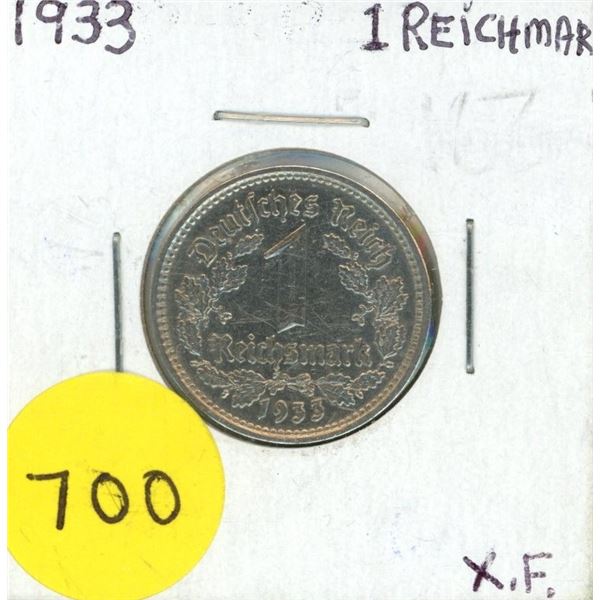 1933
1 REICHMAR
Deutsches Reich
1
Reichsmark
1933
700
X.F.